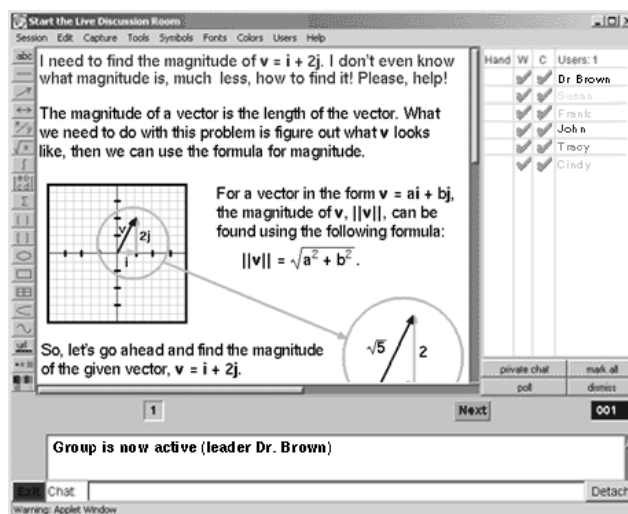 Start the Live Discussion Room
Session Edit Capture Tools Symbols Fonts Colors Users Help
abc
I need to find the magnitude of v = i + 2j. I don't even know
what magnitude is, much less, how to find it! Please, help!
The magnitude of a vector is the length of the vector. What
we need to do with this problem is figure out what v looks
like, then we can use the formula for magnitude.
For a vector in the form v = ai + bj,
the magnitude of v, ||v||, can be
found using the following formula:
||v|| = √a² + b² .
v
2j
i
So, let's go ahead and find the magnitude
of the given vector, v = i + 2j.
√5
2
Hand W C Users: 1
Dr Brown
Susan
Frank
John
Tracy
Cindy
private chat mark all
poll dismiss
1
Next
001
Group is now active (leader Dr. Brown)
Exit Chat
Detach
Warning: Applet Window